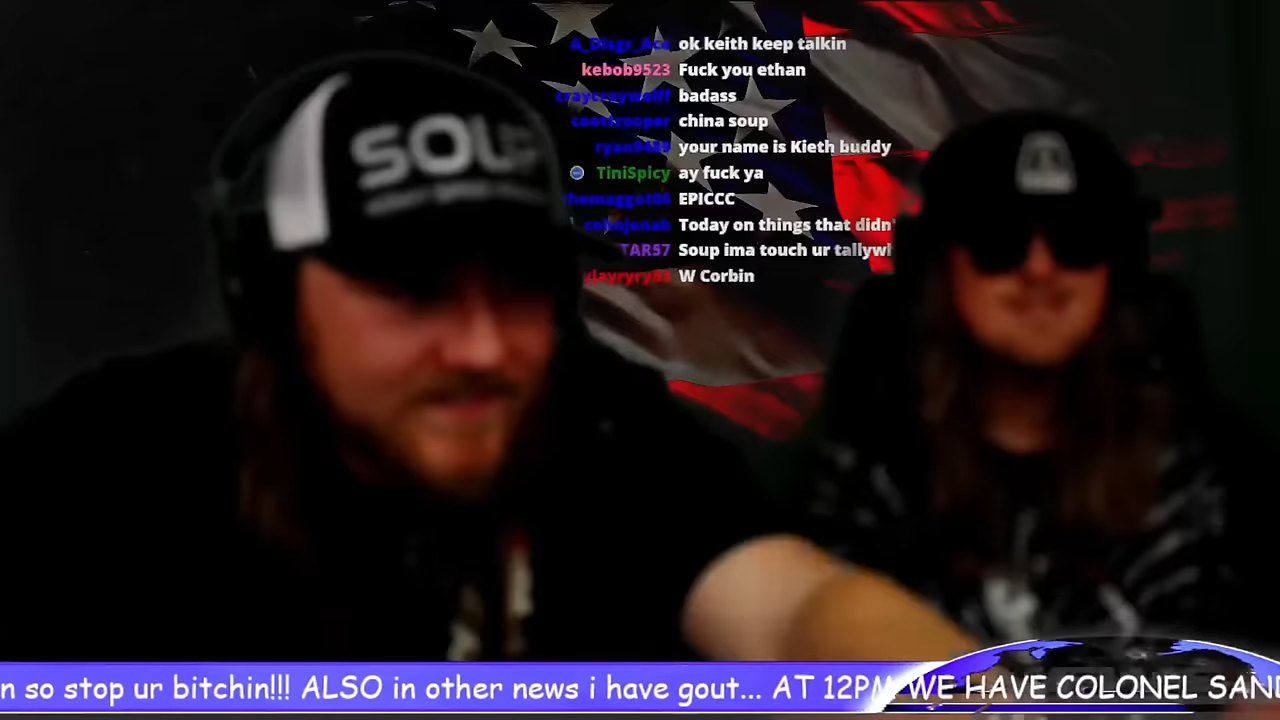 SOUP
A_Diagr_Ace ok keith keep talkin
kebob9523 Fuck you ethan
badass
china soup
your name is Kieth buddy
TiniSpicy ay fuck ya
EPICCC
Today on things that didn'
TAR57 Soup ima touch ur tallywl
W Corbin
n so stop ur bitchin!!! ALSO in other news i have gout... AT 12PM WE HAVE COLONEL SAND